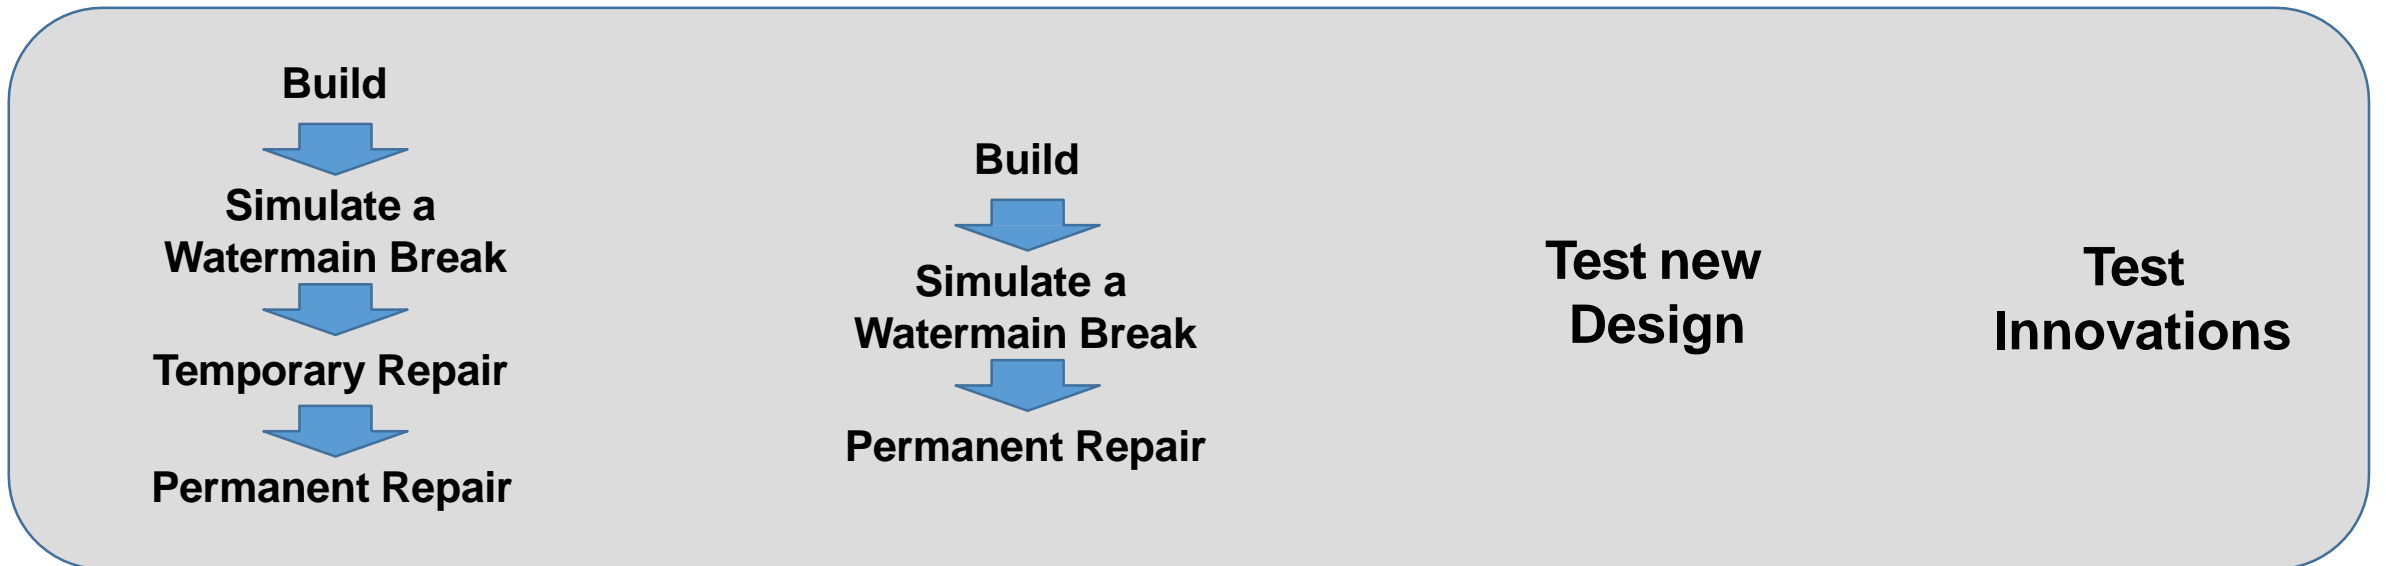 Build
Simulate a
Watermain Break
Temporary Repair
Permanent Repair
Build
Simulate a
Watermain Break
Permanent Repair
Test new
Design
Test
Innovations